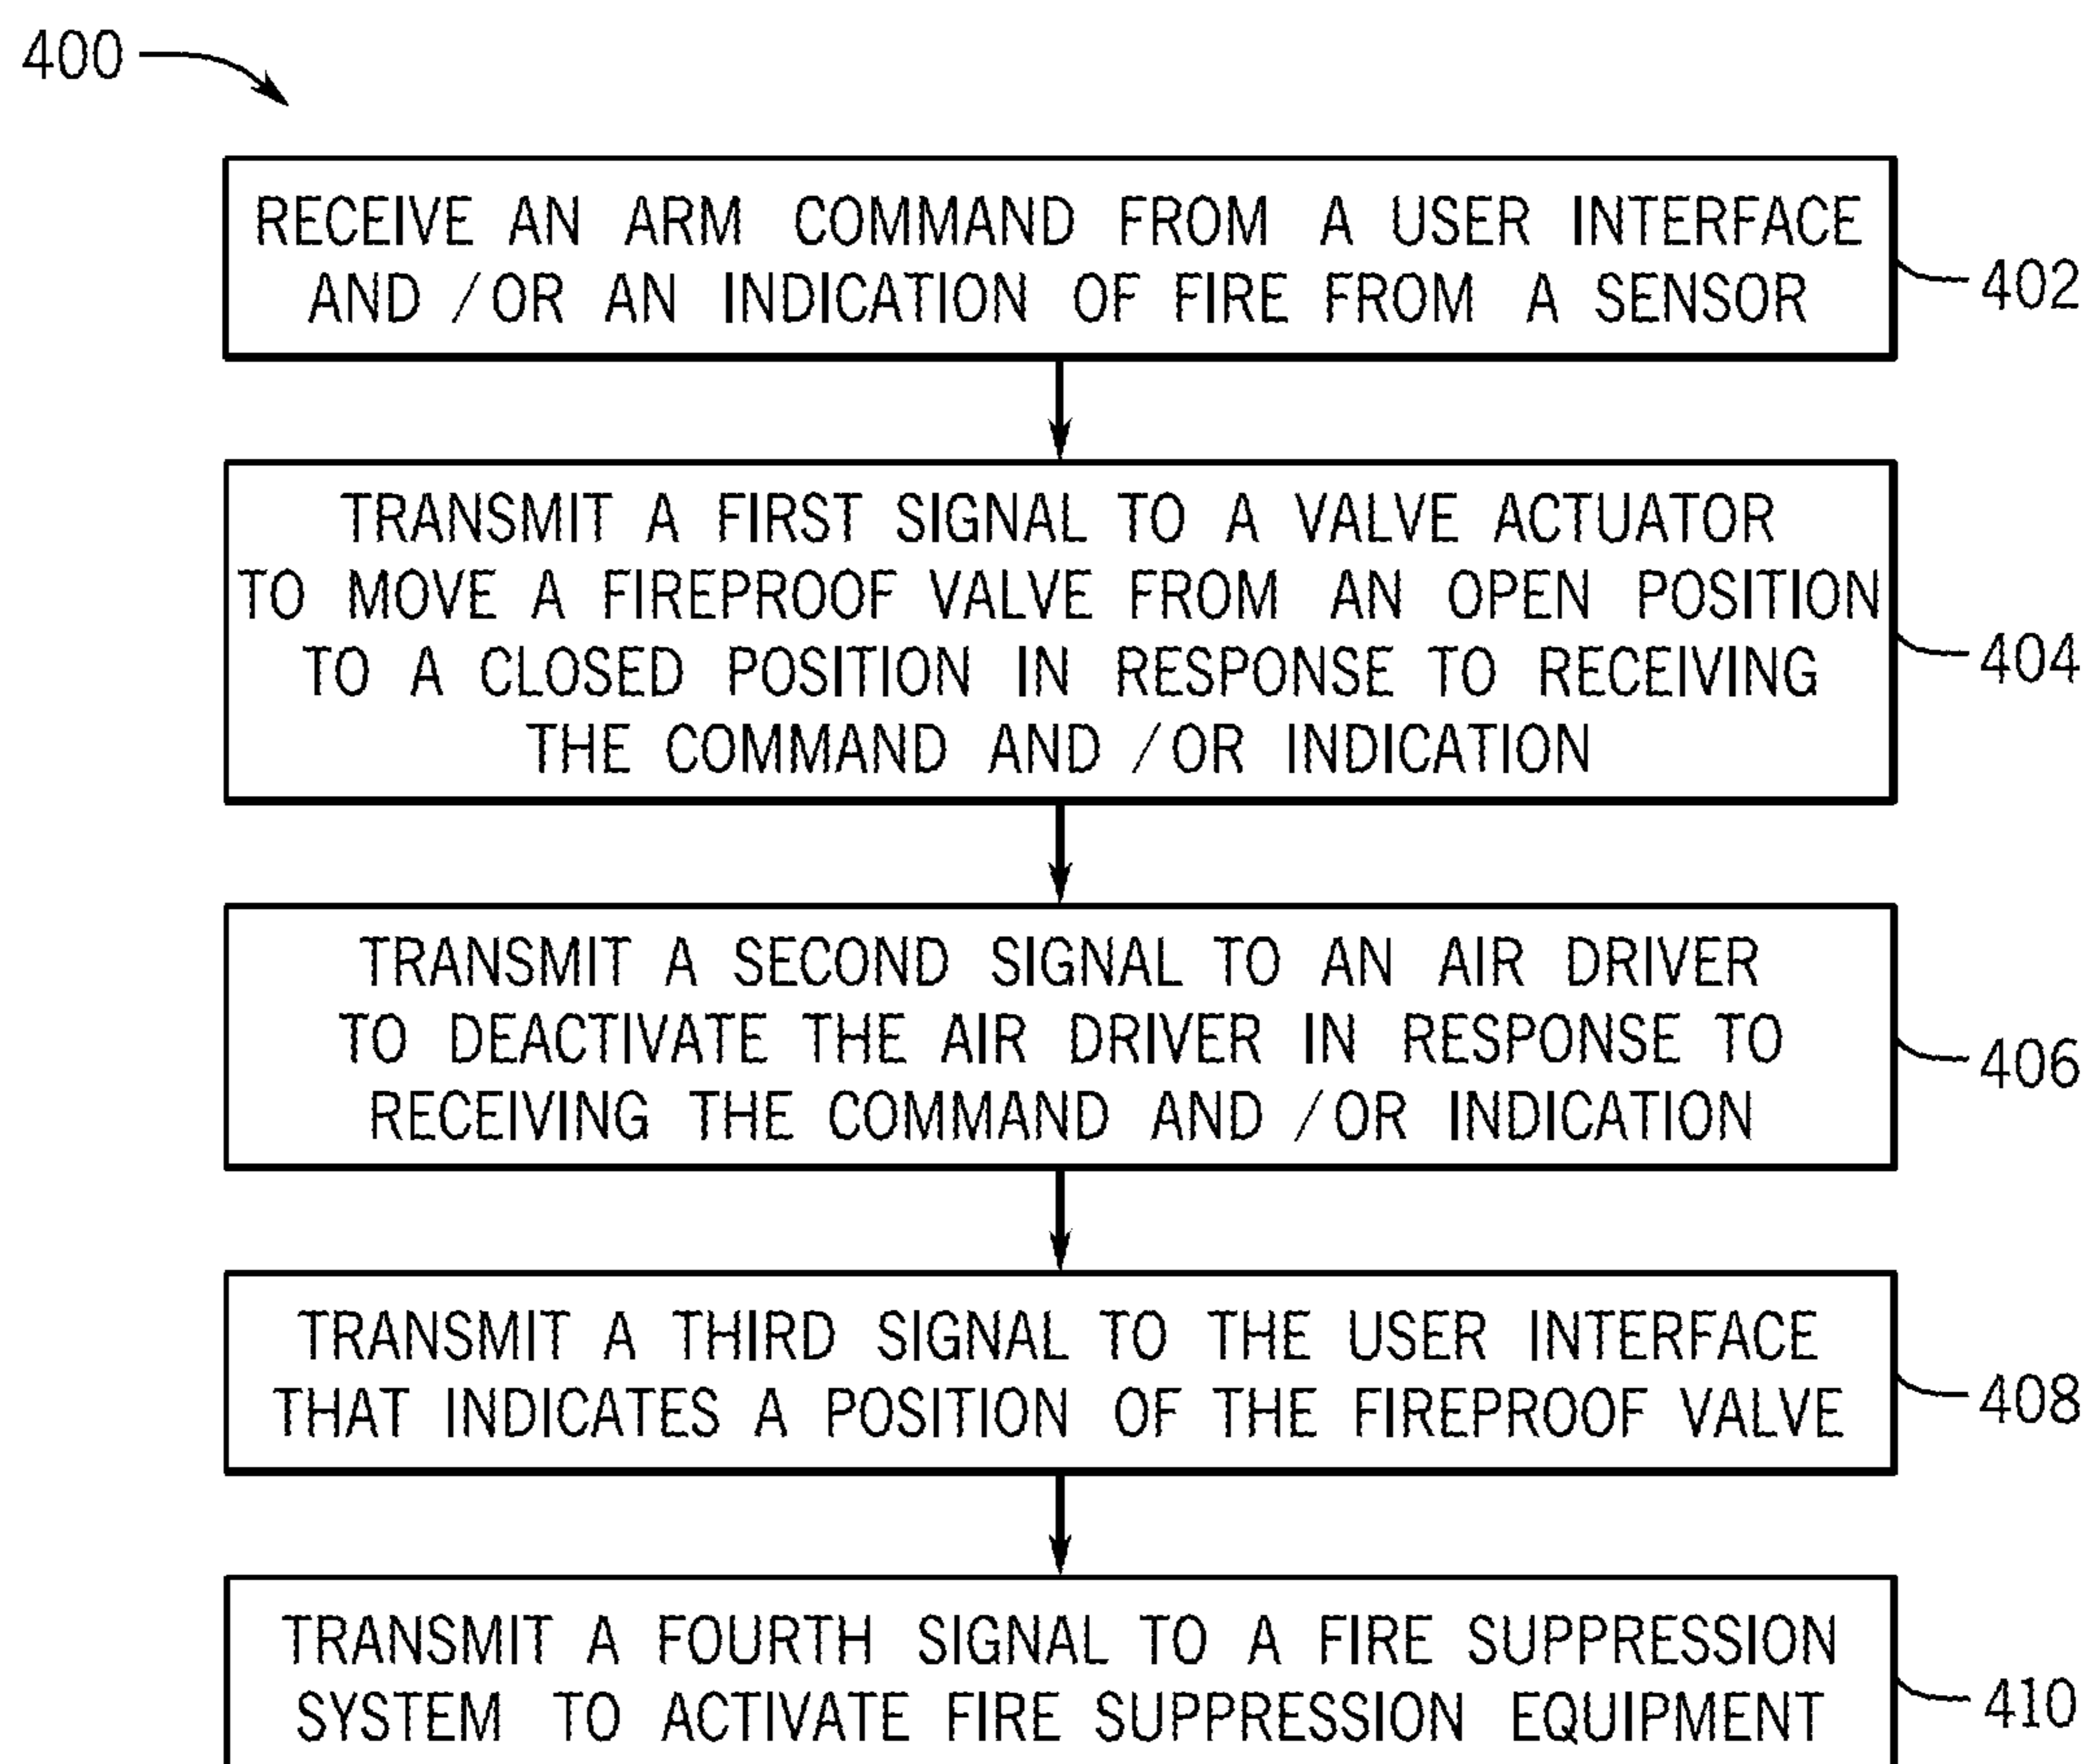 400
RECEIVE AN ARM COMMAND FROM A USER INTERFACE
AND /OR AN INDICATION OF FIRE FROM A SENSOR
402
TRANSMIT A FIRST SIGNAL TO A VALVE ACTUATOR
TO MOVE A FIREPROOF VALVE FROM AN OPEN POSITION
TO A CLOSED POSITION IN RESPONSE TO RECEIVING
THE COMMAND AND /OR INDICATION
404
TRANSMIT A SECOND SIGNAL TO AN AIR DRIVER
TO DEACTIVATE THE AIR DRIVER IN RESPONSE TO
RECEIVING THE COMMAND AND /OR INDICATION
406
TRANSMIT A THIRD SIGNAL TO THE USER INTERFACE
THAT INDICATES A POSITION OF THE FIREPROOF VALVE
408
TRANSMIT A FOURTH SIGNAL TO A FIRE SUPPRESSION
SYSTEM TO ACTIVATE FIRE SUPPRESSION EQUIPMENT
410